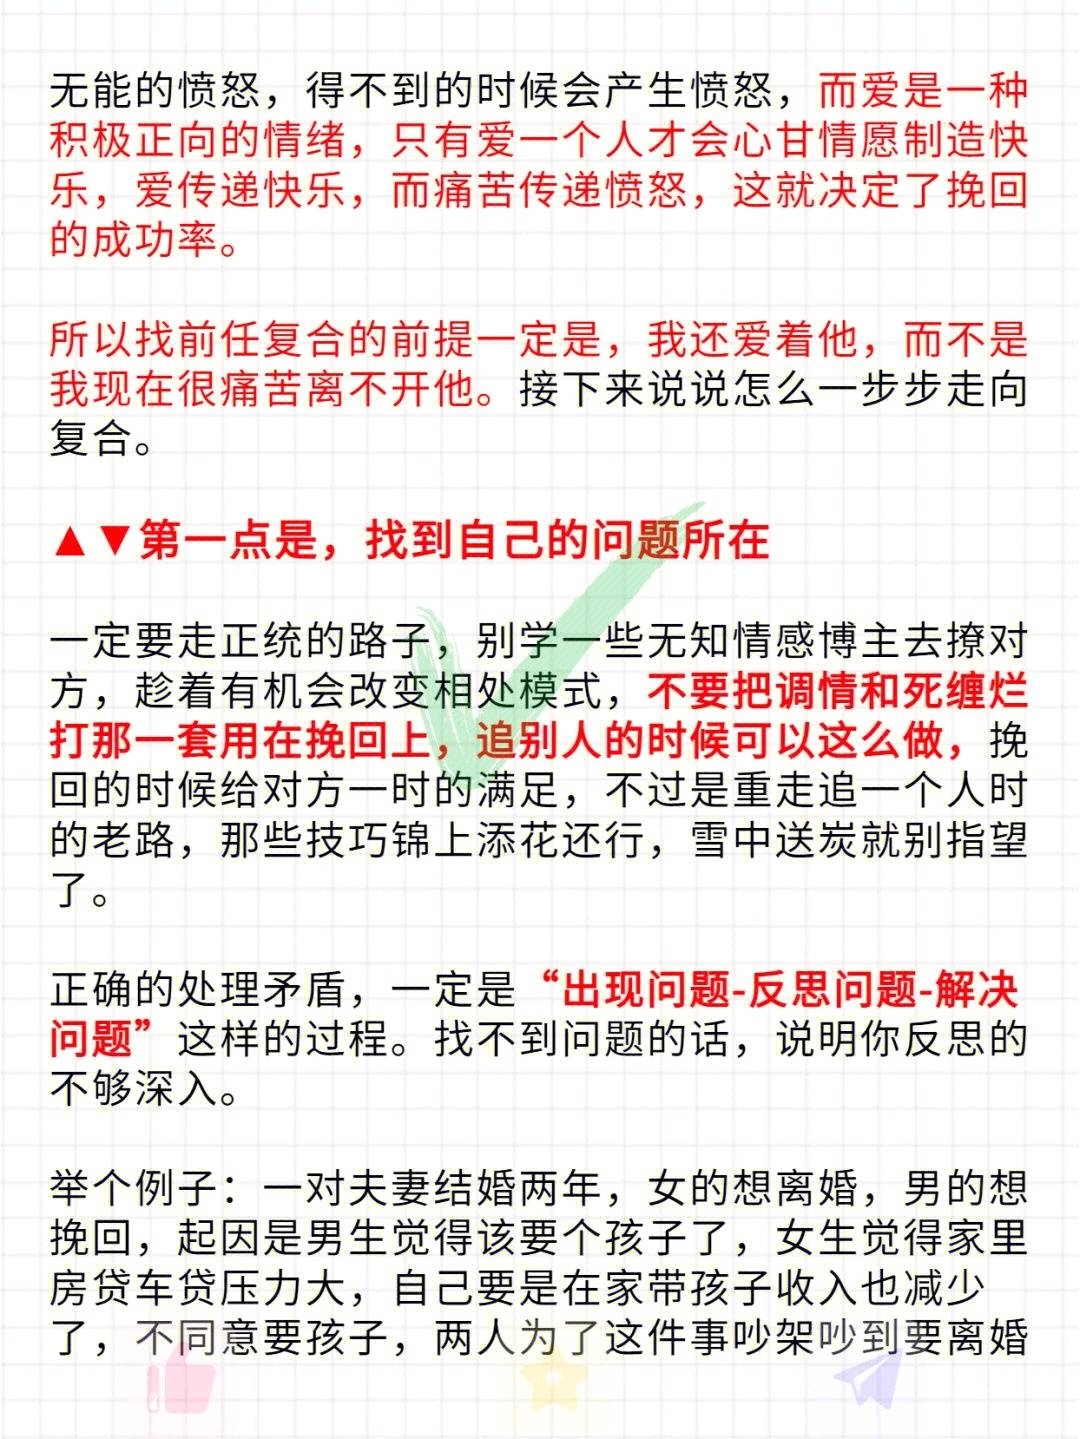 无能的愤怒，得不到的时候会产生愤怒，而爱是一种
积极正向的情绪，只有爱一个人才会心甘情愿制造快
乐，爱传递快乐，而痛苦传递愤怒，这就决定了挽回
的成功率。
所以找前任复合的前提一定是，我还爱着他，而不是
我现在很痛苦离不开他。接下来说说怎么一步步走向
复合。
▲▼第一点是，找到自己的问题所在
一定要走正统的路子，别学一些无知情感博主去撩对
方，趁着有机会改变相处模式，不要把调情和死缠烂
打那一套用在挽回上，追别人的时候可以这么做，挽
回的时候给对方一时的满足，不过是重走追一个人时
的老路，那些技巧锦上添花还行，雪中送炭就别指望
了。
正确的处理矛盾，一定是“出现问题-反思问题-解决
问题”这样的过程。找不到问题的话，说明你反思的
不够深入。
举个例子：一对夫妻结婚两年，女的想离婚，男的想
挽回，起因是男生觉得该要个孩子了，女生觉得家里
房贷车贷压力大，自己要是在家带孩子收入也减少
了，不同意要孩子，两人为了这件事吵架吵到要离婚